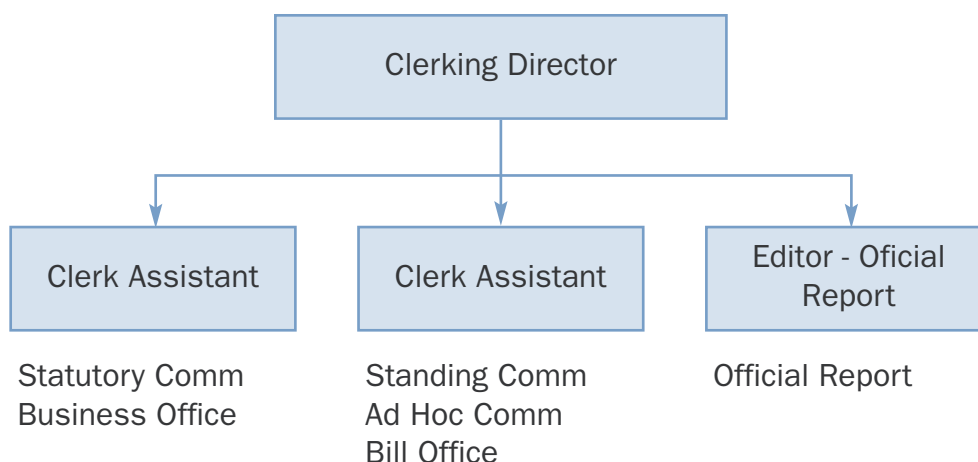 Clerking Director
Clerk Assistant
Clerk Assistant
Editor - Oficial
Report
Statutory Comm
Business Office
Standing Comm
Ad Hoc Comm
Bill Office
Official Report